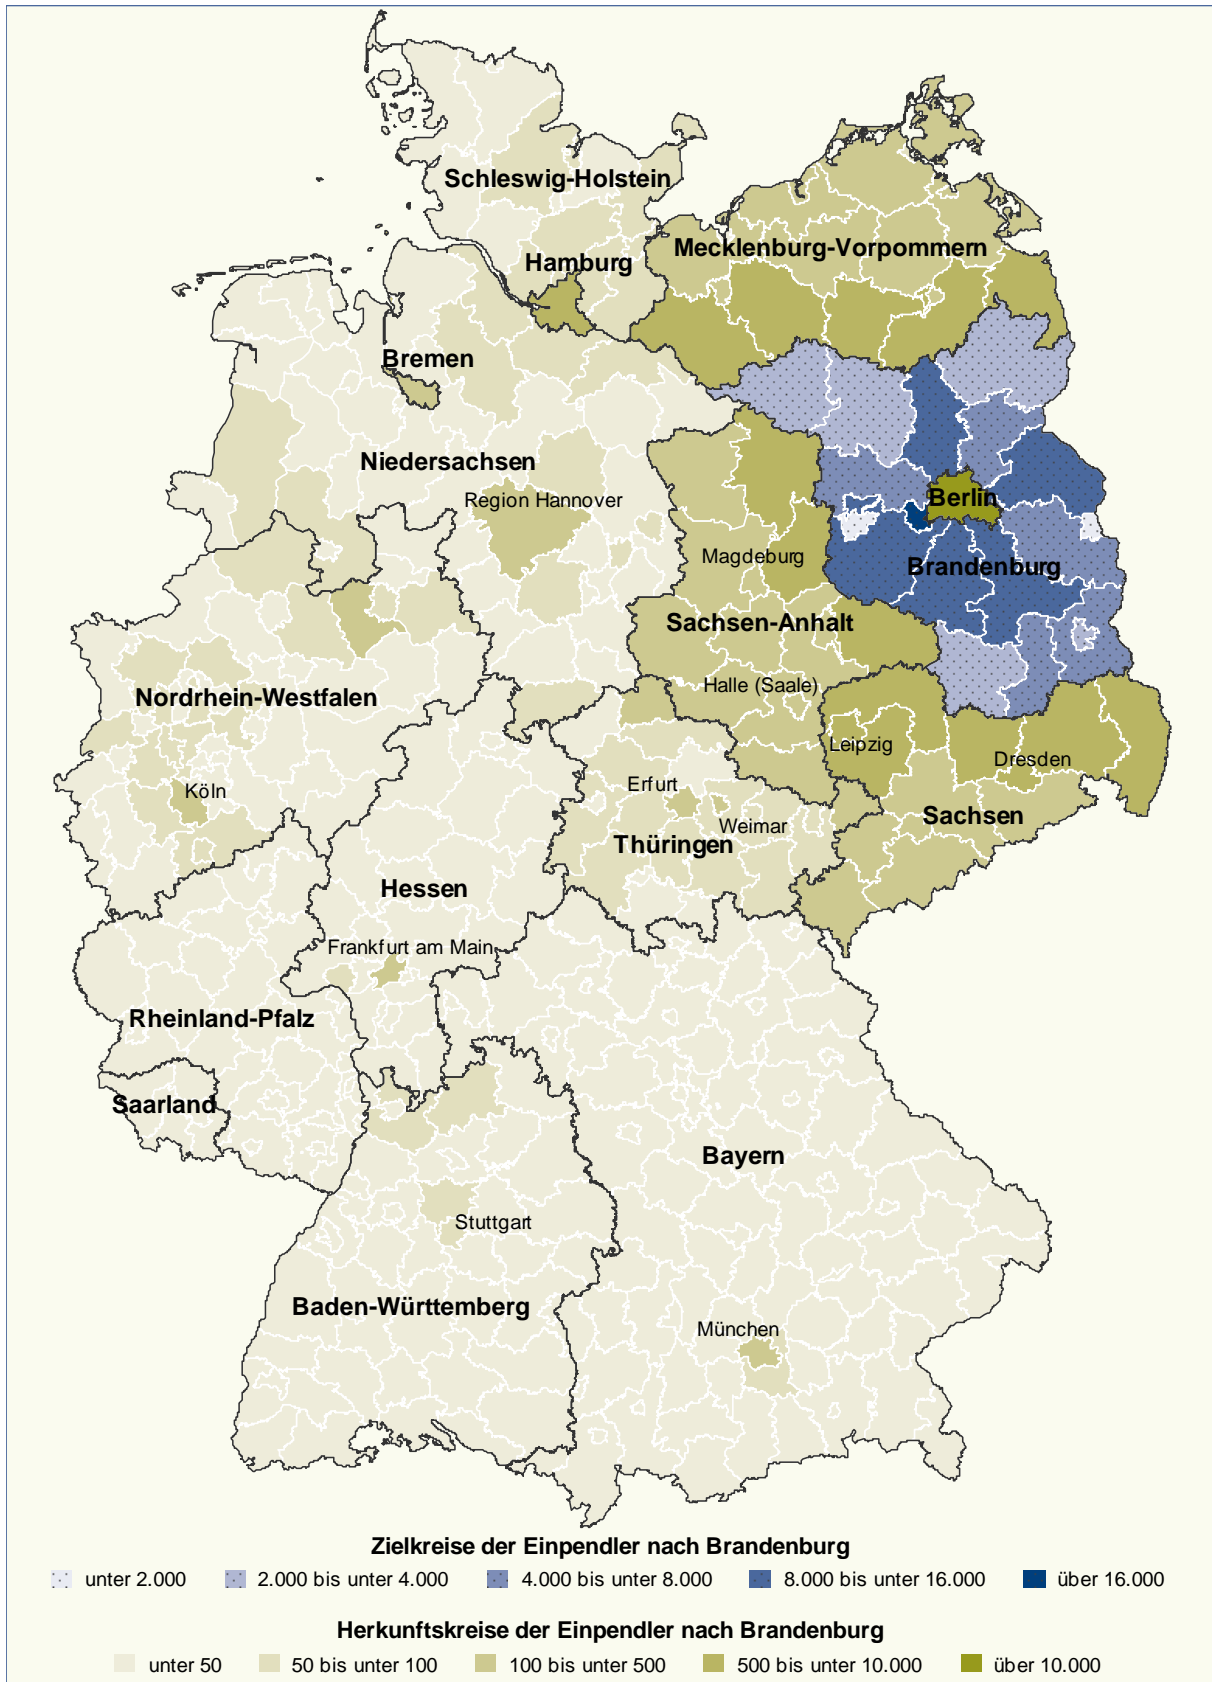 Schleswig-Holstein
Mecklenburg-Vorpommern
Hamburg
Bremen
Niedersachsen
Region Hannover
Berlin
Magdeburg
Brandenburg
Sachsen-Anhalt
Halle (Saale)
Nordrhein-Westfalen
Leipzig
Dresden
Köln
Erfurt
Weimar
Sachsen
Thüringen
Hessen
Frankfurt am Main
Rheinland-Pfalz
Saarland
Bayern
Stuttgart
Baden-Württemberg
München
Zielkreise der Einpendler nach Brandenburg
unter 2.000 2.000 bis unter 4.000 4.000 bis unter 8.000 8.000 bis unter 16.000 über 16.000
Herkunftskreise der Einpendler nach Brandenburg
unter 50 50 bis unter 100 100 bis unter 500 500 bis unter 10.000 über 10.000